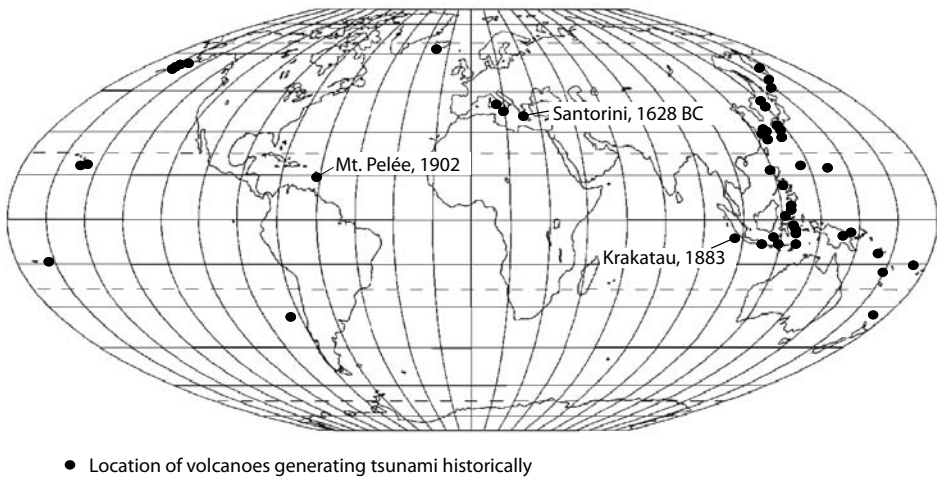 Santorini, 1628 BC
Mt. Pelée, 1902
Krakatau, 1883
Location of volcanoes generating tsunami historically